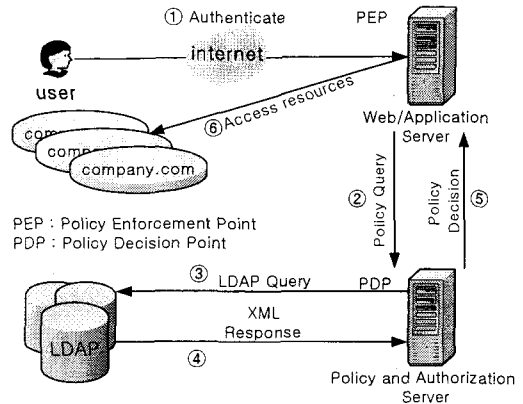 ① Authenticate
PEP
internet
user
⑥ Access resources
com
comp
company.com
Web/Application
Server
② Policy Query
Policy
Decision ⑤
PEP : Policy Enforcement Point
PDP : Policy Decision Point
③ LDAP Query
PDP
XML
Response
④
LDAP
Policy and Authorization
Server